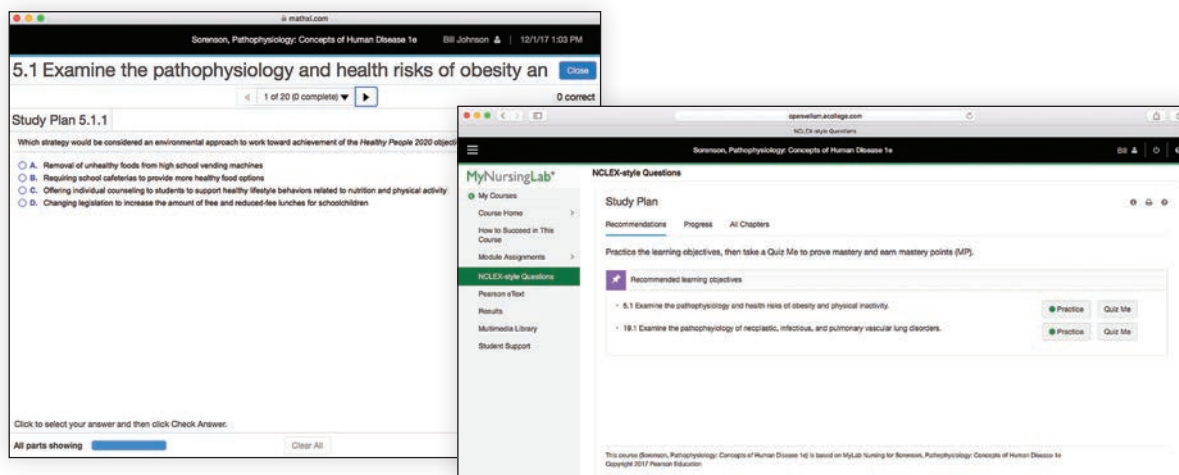 mathxl.com
Sorenson, Pathophysiology: Concepts of Human Disease 1e Bill Johnson | 12/1/17 1:03 PM
5.1 Examine the pathophysiology and health risks of obesity an Close
1 of 20 (0 complete) 0 correct
Study Plan 5.1.1
Which strategy would be considered an environmental approach to work toward achievement of the Healthy People 2020
A. Removal of unhealthy foods from high school vending machines
B. Requiring school cafeterias to provide more healthy food options
C. Offering individual counseling to students to support healthy lifestyle behaviors related to nutrition and physical activity
D. Changing legislation to increase the amount of free and reduced-fee lunches for schoolchildren
Click to select your answer and then click Check Answer.
All parts showing Clear All
openvellum.ecollege.com
NCLEX-style Questions
Sorenson, Pathophysiology: Concepts of Human Disease 1e Bill
MyNursingLab®
My Courses
Course Home
How to Succeed in This
Course
Module Assignments
NCLEX-style Questions
Pearson eText
Results
Multimedia Library
Student Support
NCLEX-style Questions
Study Plan
Recommendations Progress All Chapters
Practice the learning objectives, then take a Quiz Me to prove mastery and earn mastery points (MP).
Recommended learning objectives
5.1 Examine the pathophysiology and health risks of obesity and physical inactivity. Practice Quiz Me
19.1 Examine the pathophysiology of neoplastic, infectious, and pulmonary vascular lung disorders. Practice Quiz Me
This course (Sorenson, Pathophysiology: Concepts of Human Disease 1e) is based on MyLab Nursing for Sorenson, Pathophysiology: Concepts of Human Disease 1e
Copyright 2017 Pearson Education